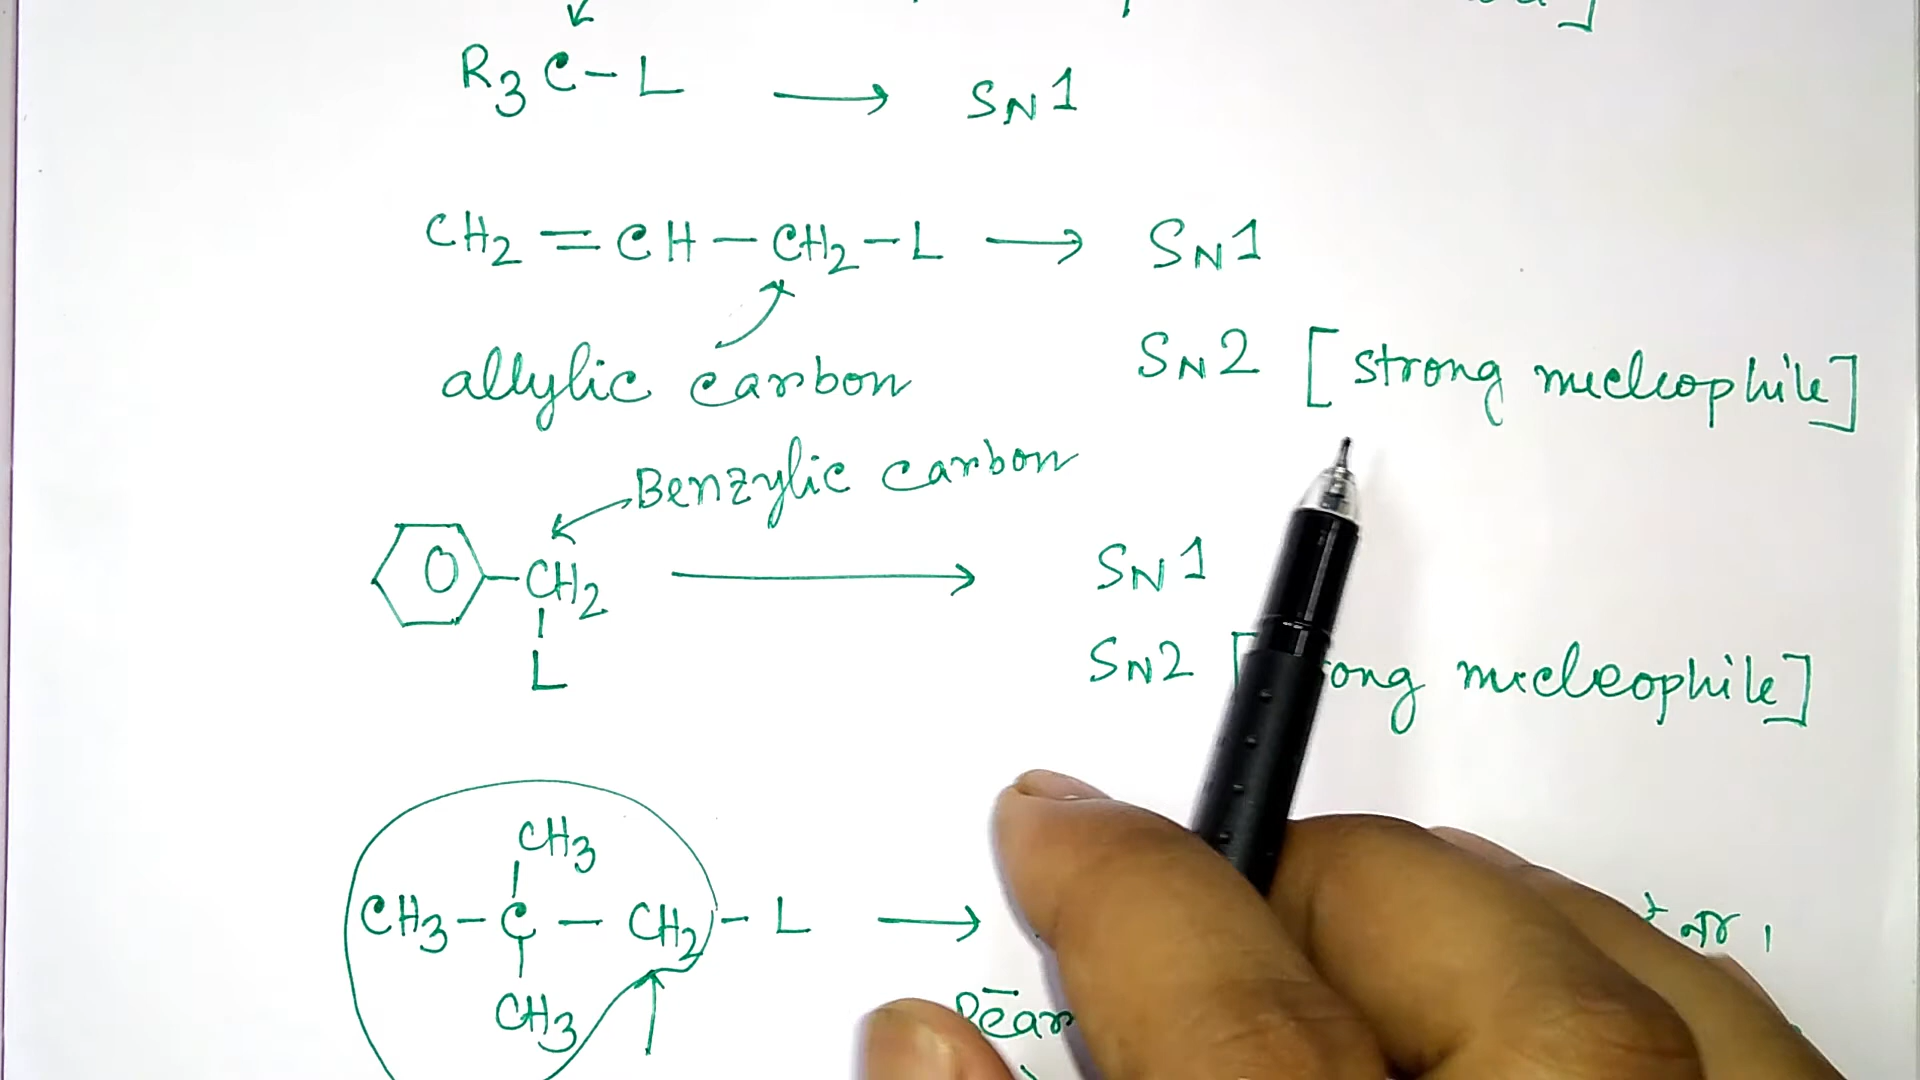 R3C-L → SN1
CH2=CH-CH2-L → SN1
allylic carbon
SN2 [strong nucleophile]
Benzylic carbon
CH2
L
→ SN1
SN2 [ ong nucleophile]
CH3
CH3-C-CH2-L →
CH3